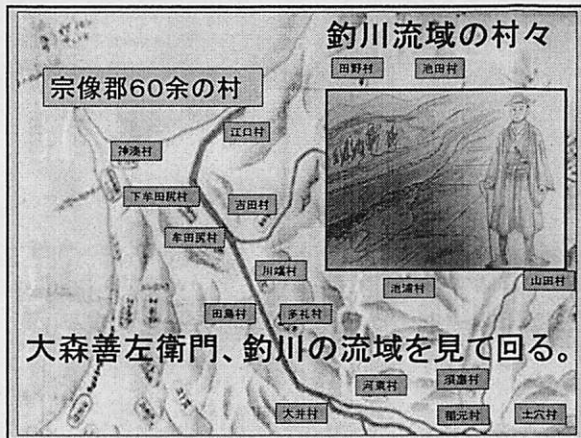 釣川流域の村々
田野村
池田村
宗像郡60余の村
江口村
神湊村
下牟田尻村
吉田村
牟田尻村
川端村
池浦村
山田村
田島村
多礼村
大森善左衛門、釣川の流域を見て回る。
河東村
須恵村
大井村
稲元村
土穴村